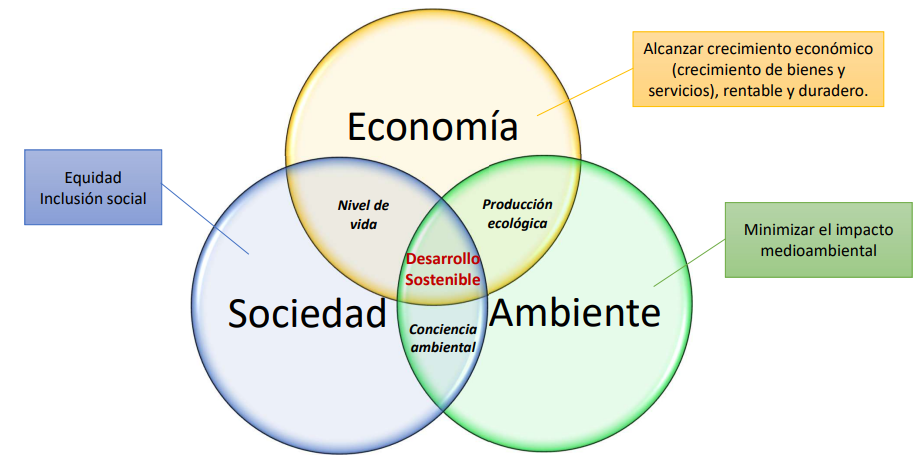 Alcanzar crecimiento económico
(crecimiento de bienes y
servicios), rentable y duradero.
Economía
Equidad
Inclusión social
Nivel de
vida
Producción
ecológica
Minimizar el impacto
medioambiental
Desarrollo
Sostenible
Sociedad
Ambiente
Conciencia
ambiental